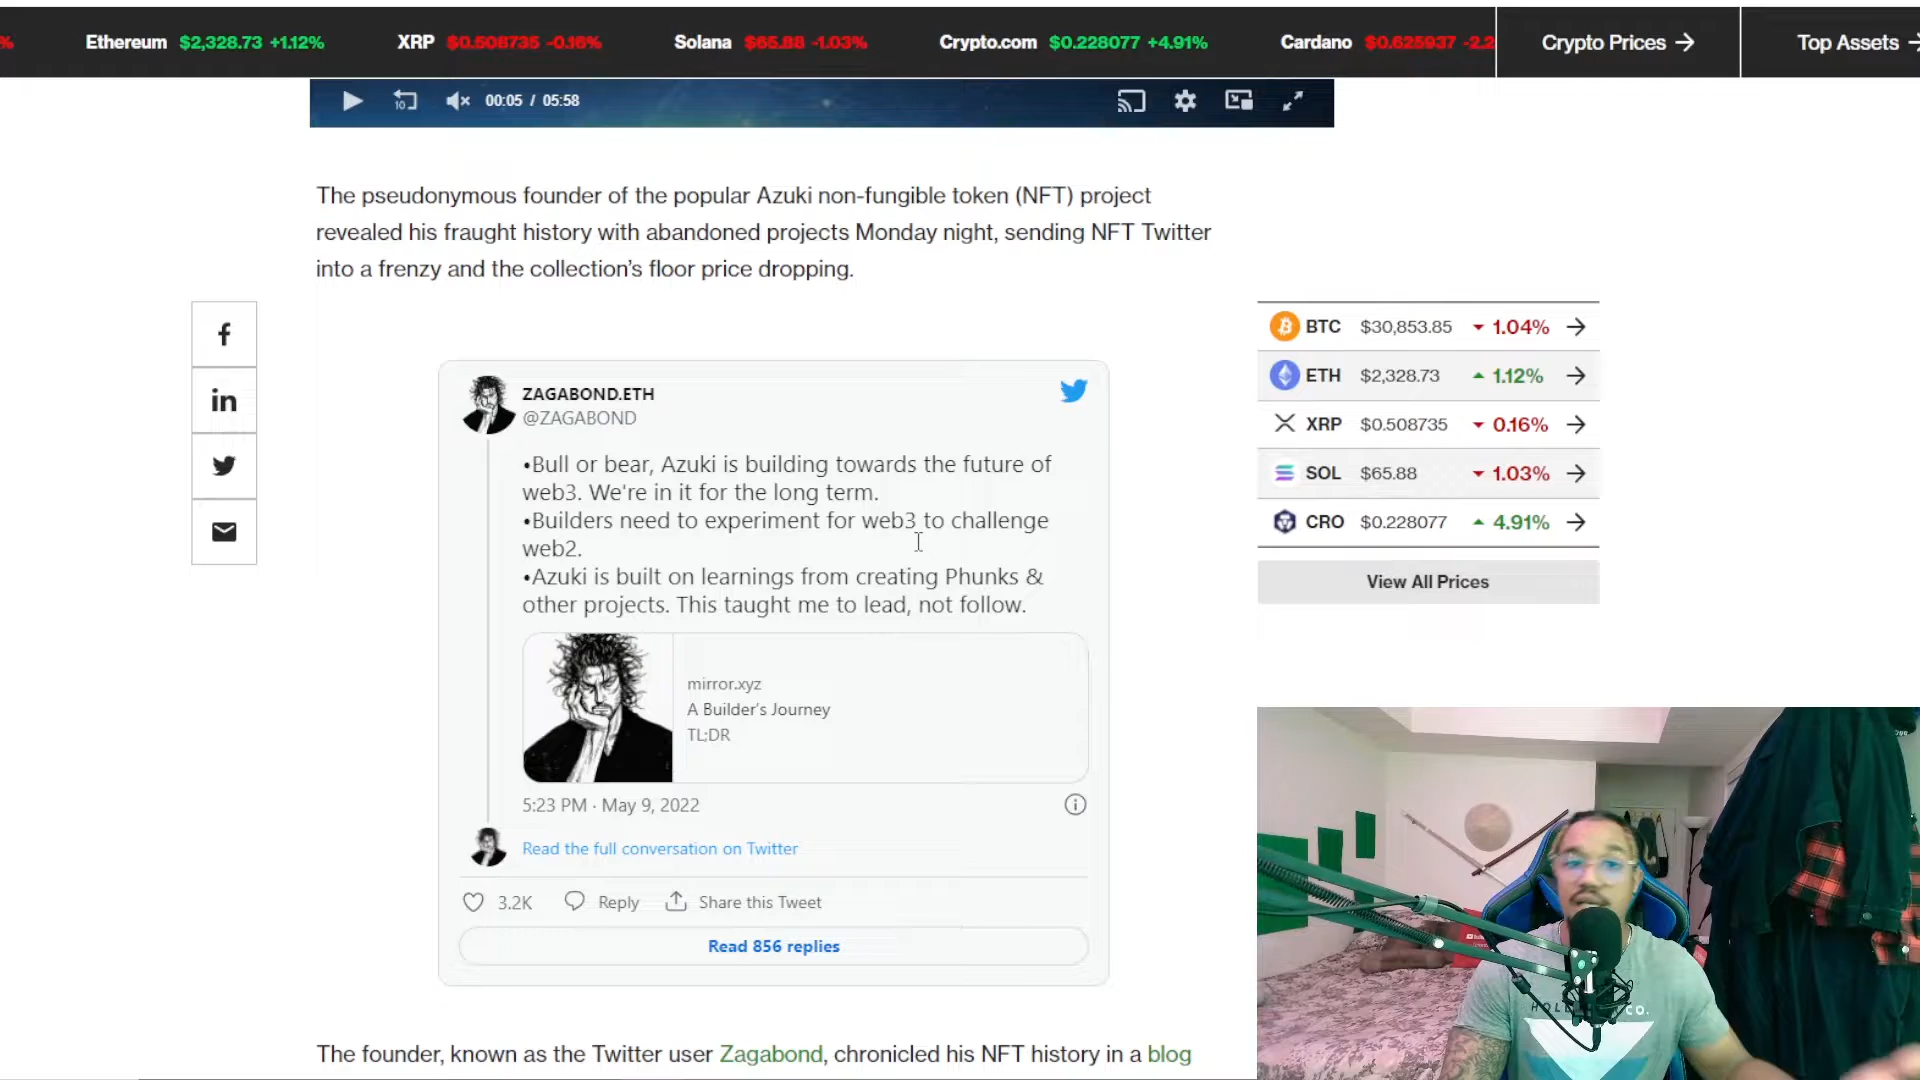 %
Ethereum $2,328.73 +1.12%
XRP $0.508735 -0.16%
Solana $65.88 -1.03%
Crypto.com $0.228077 +4.91%
Cardano $0.625937 -2.2
Crypto Prices →
Top Assets →
10
00:05 / 05:58
The pseudonymous founder of the popular Azuki non-fungible token (NFT) project
revealed his fraught history with abandoned projects Monday night, sending NFT Twitter
into a frenzy and the collection’s floor price dropping.
f
in
ZAGABOND.ETH
@ZAGABOND
•Bull or bear, Azuki is building towards the future of
web3. We're in it for the long term.
•Builders need to experiment for web3 to challenge
web2.
•Azuki is built on learnings from creating Phunks &
other projects. This taught me to lead, not follow.
mirror.xyz
A Builder’s Journey
TL;DR
5:23 PM · May 9, 2022
Read the full conversation on Twitter
3.2K Reply Share this Tweet
Read 856 replies
BTC $30,853.85 1.04% →
ETH $2,328.73 1.12% →
XRP $0.508735 0.16% →
SOL $65.88 1.03% →
CRO $0.228077 4.91% →
View All Prices
CO.
The founder, known as the Twitter user Zagabond, chronicled his NFT history in a blog